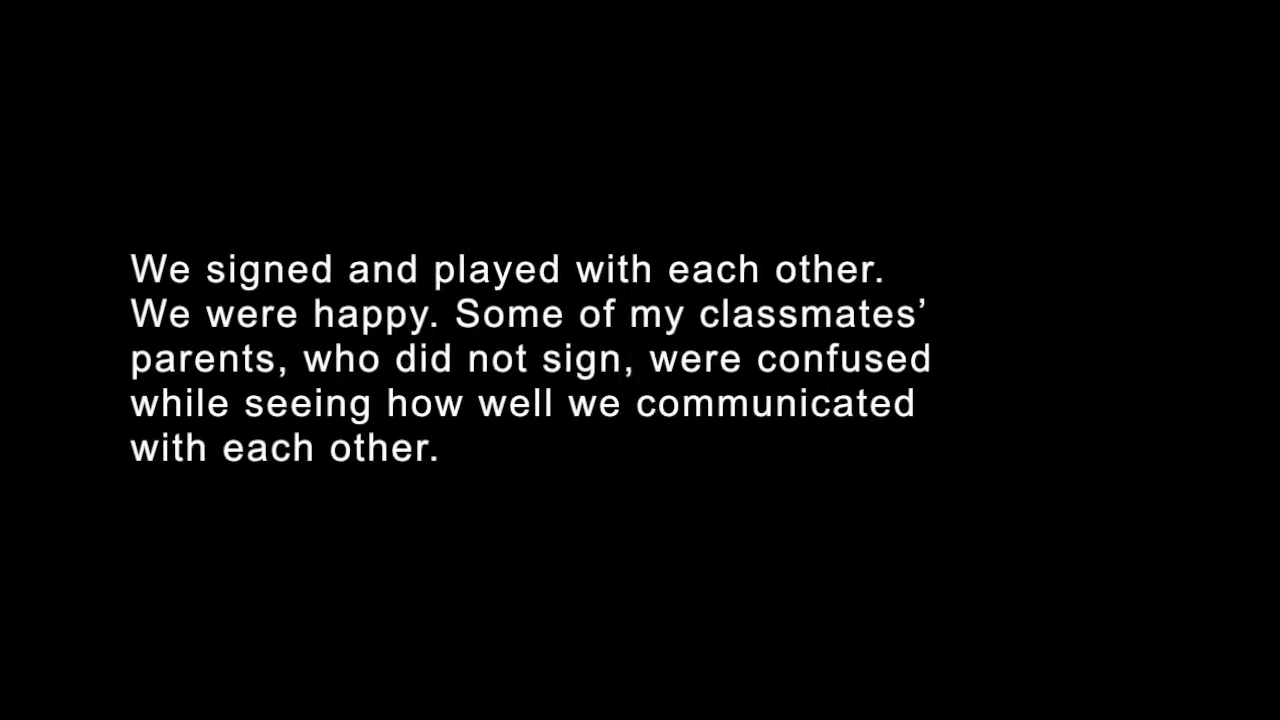 We signed and played with each other.
We were happy. Some of my classmates’
parents, who did not sign, were confused
while seeing how well we communicated
with each other.